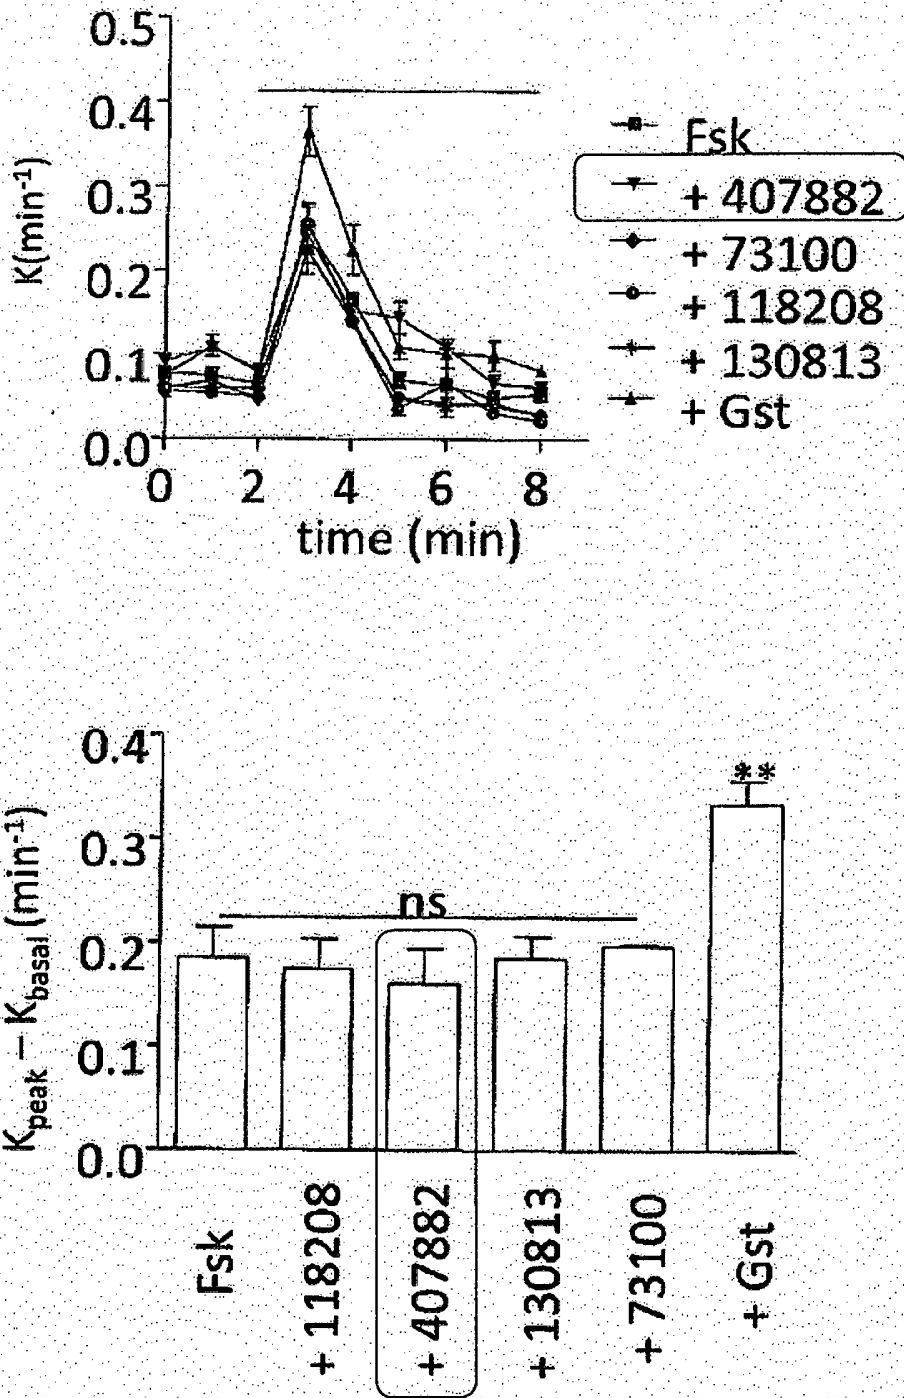 0.5
0.4
0.3
0.2
0.1
0.0
K(min-1)
0 2 4 6 8
time (min)
Fsk
+ 407882
+ 73100
+ 118208
+ 130813
+ Gst
0.4
0.3
0.2
0.1
0.0
Kpeak – Kbasal (min-1)
ns
**
Fsk
+ 118208
+ 407882
+ 130813
+ 73100
+ Gst